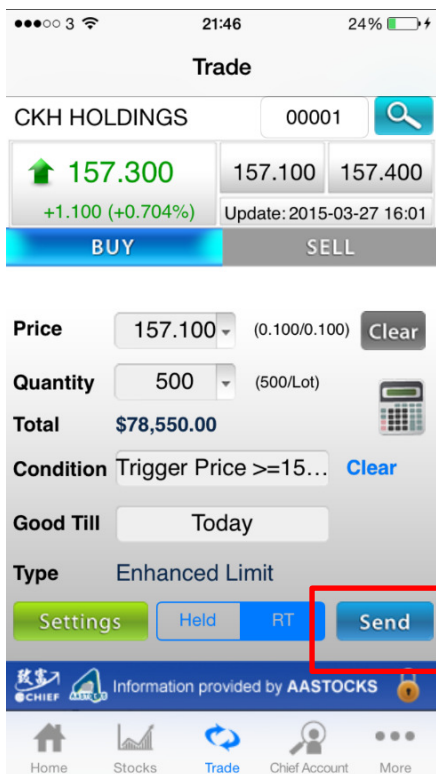 3 21:46 24%
Trade
CKH HOLDINGS 00001
157.300 157.100 157.400
+1.100 (+0.704%) Update: 2015-03-27 16:01
BUY SELL
Price 157.100 (0.100/0.100) Clear
Quantity 500 (500/Lot)
Total $78,550.00
Condition Trigger Price >=15... Clear
Good Till Today
Type Enhanced Limit
Settings Held RT Send
致富 CHIEF Information provided by AASTOCKS
Home Stocks Trade Chief Account More